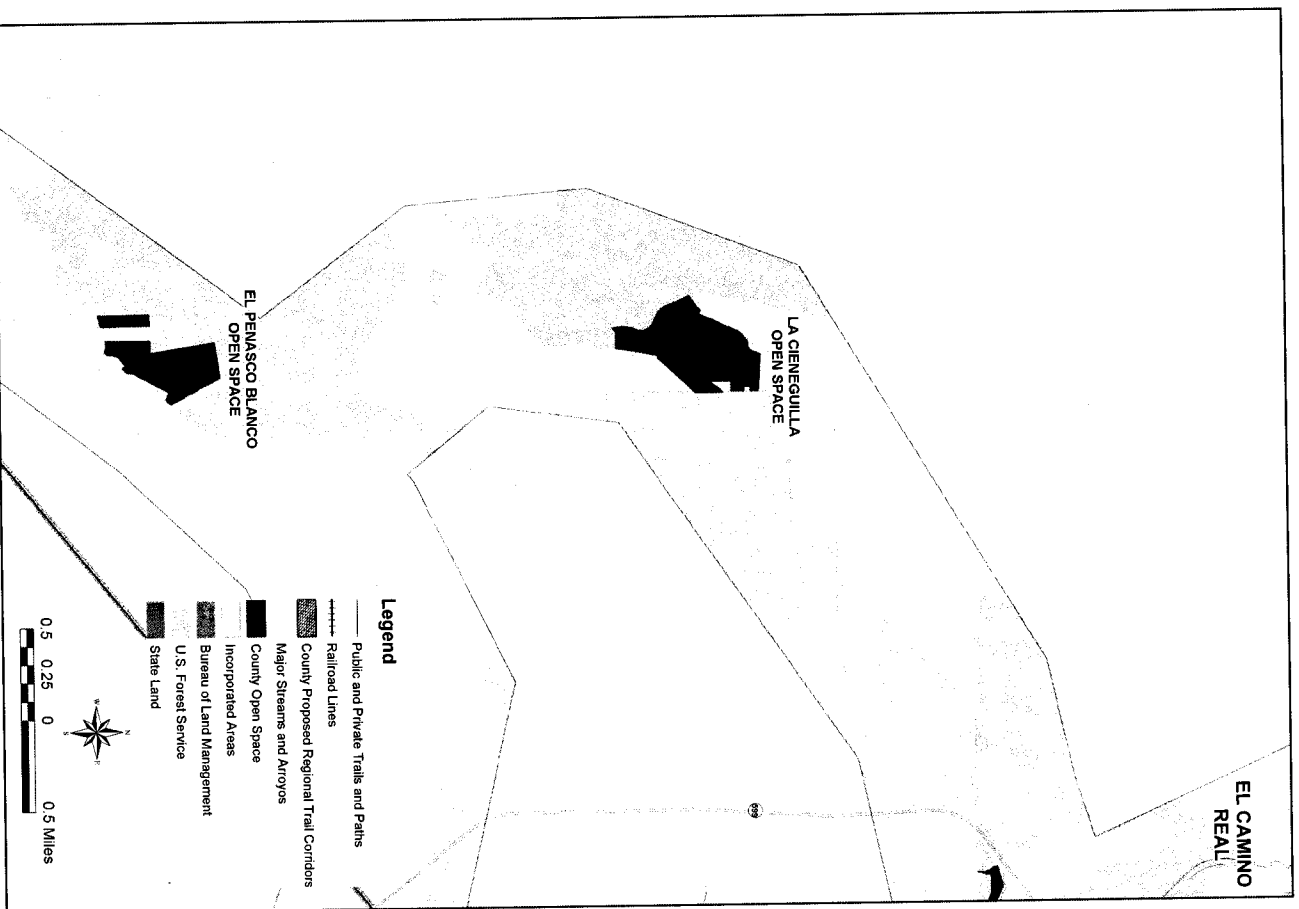 EL CAMINO
REAL
LA CIENEGUILLA
OPEN SPACE
EL PENASCO BLANCO
OPEN SPACE
599
Legend
Public and Private Trails and Paths
Railroad Lines
County Proposed Regional Trail Corridors
Major Streams and Arroyos
County Open Space
Incorporated Areas
Bureau of Land Management
U.S. Forest Service
State Land
N
W
E
S
0.5 0.25 0 0.5 Miles